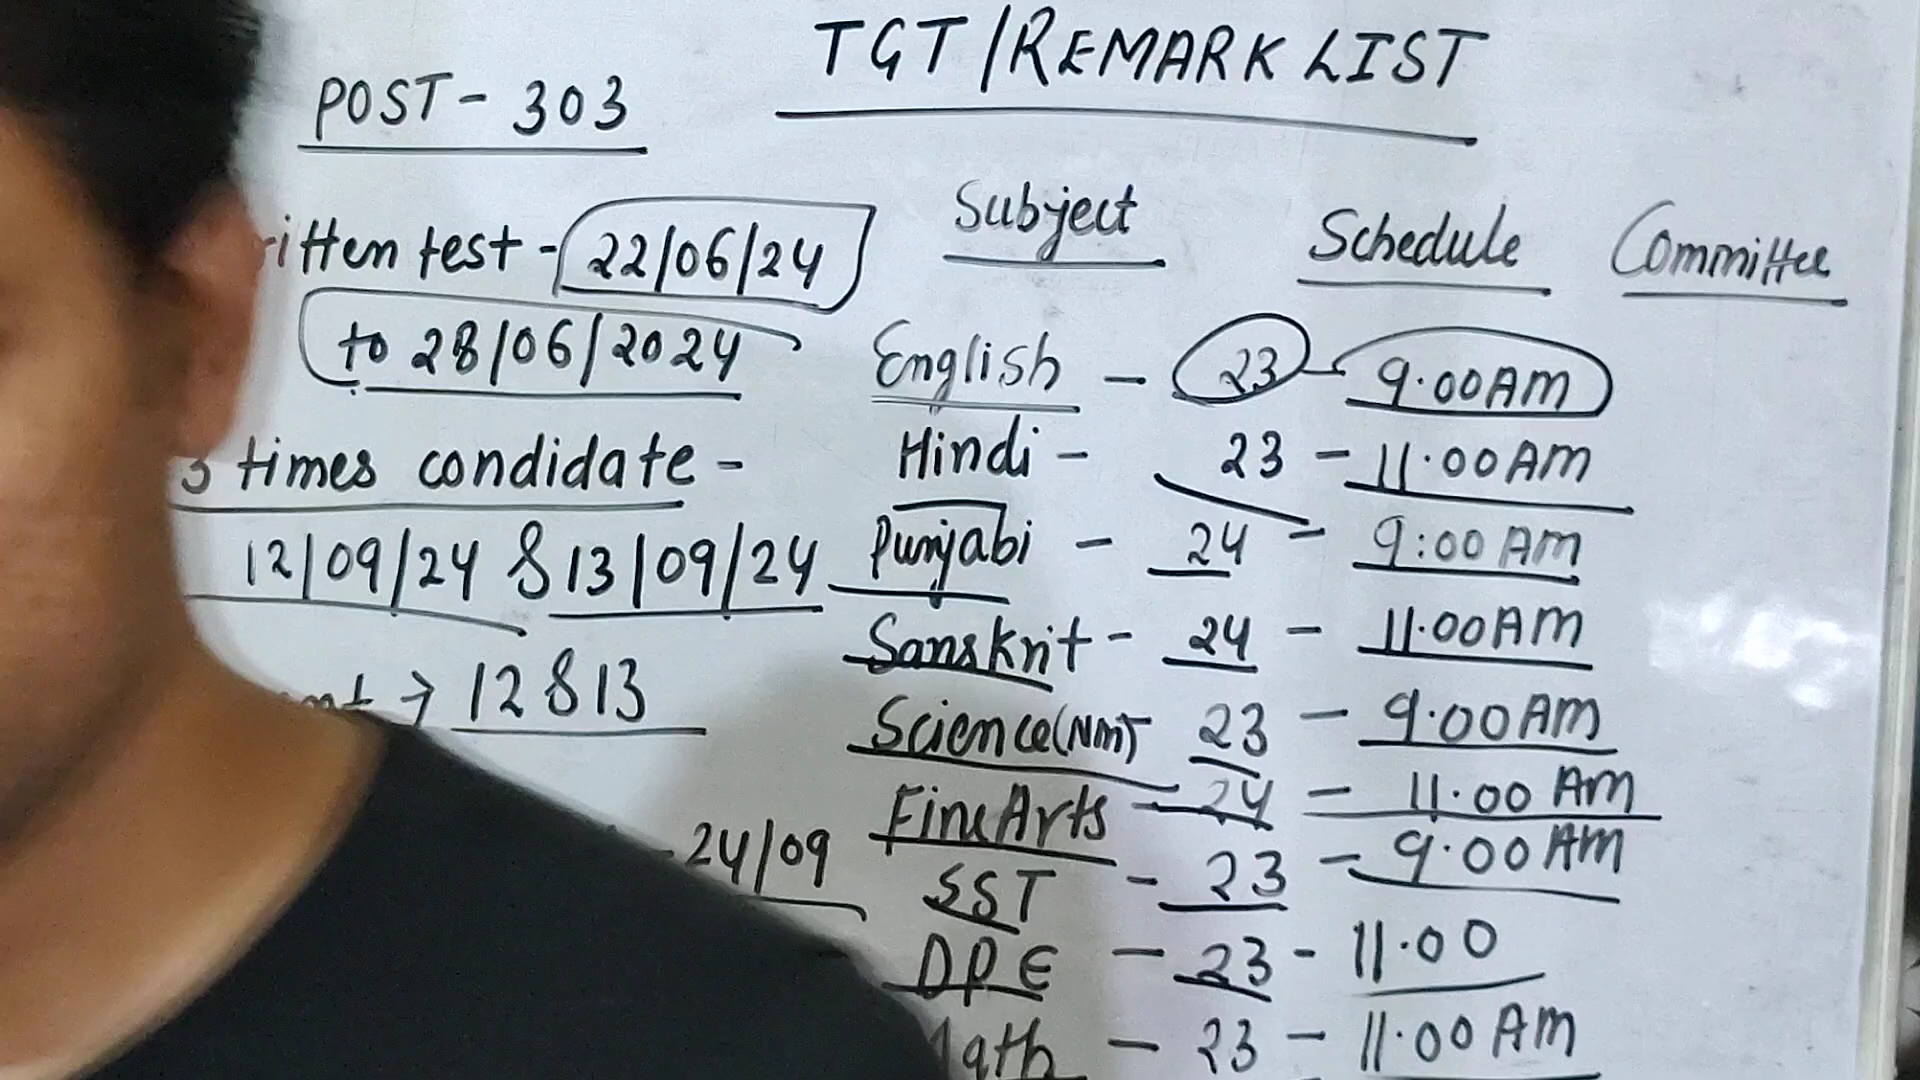 TGT/REMARK LIST
POST- 303
Subject Schedule Committee
ritten test - 22/06/24
to 28/06/2024
times condidate -
12/09/24 & 13/09/24
→ 12 & 13
24/09
English - 23 - 9.00AM
Hindi - 23 - 11.00AM
Punjabi - 24 - 9:00 AM
Sanskrit - 24 - 11.00AM
Science(NM) 23 - 9.00AM
FineArts - 24 - 11.00 AM
SST - 23 - 9.00 AM
DPE - 23 - 11.00
ath - 23 - 11.00 AM